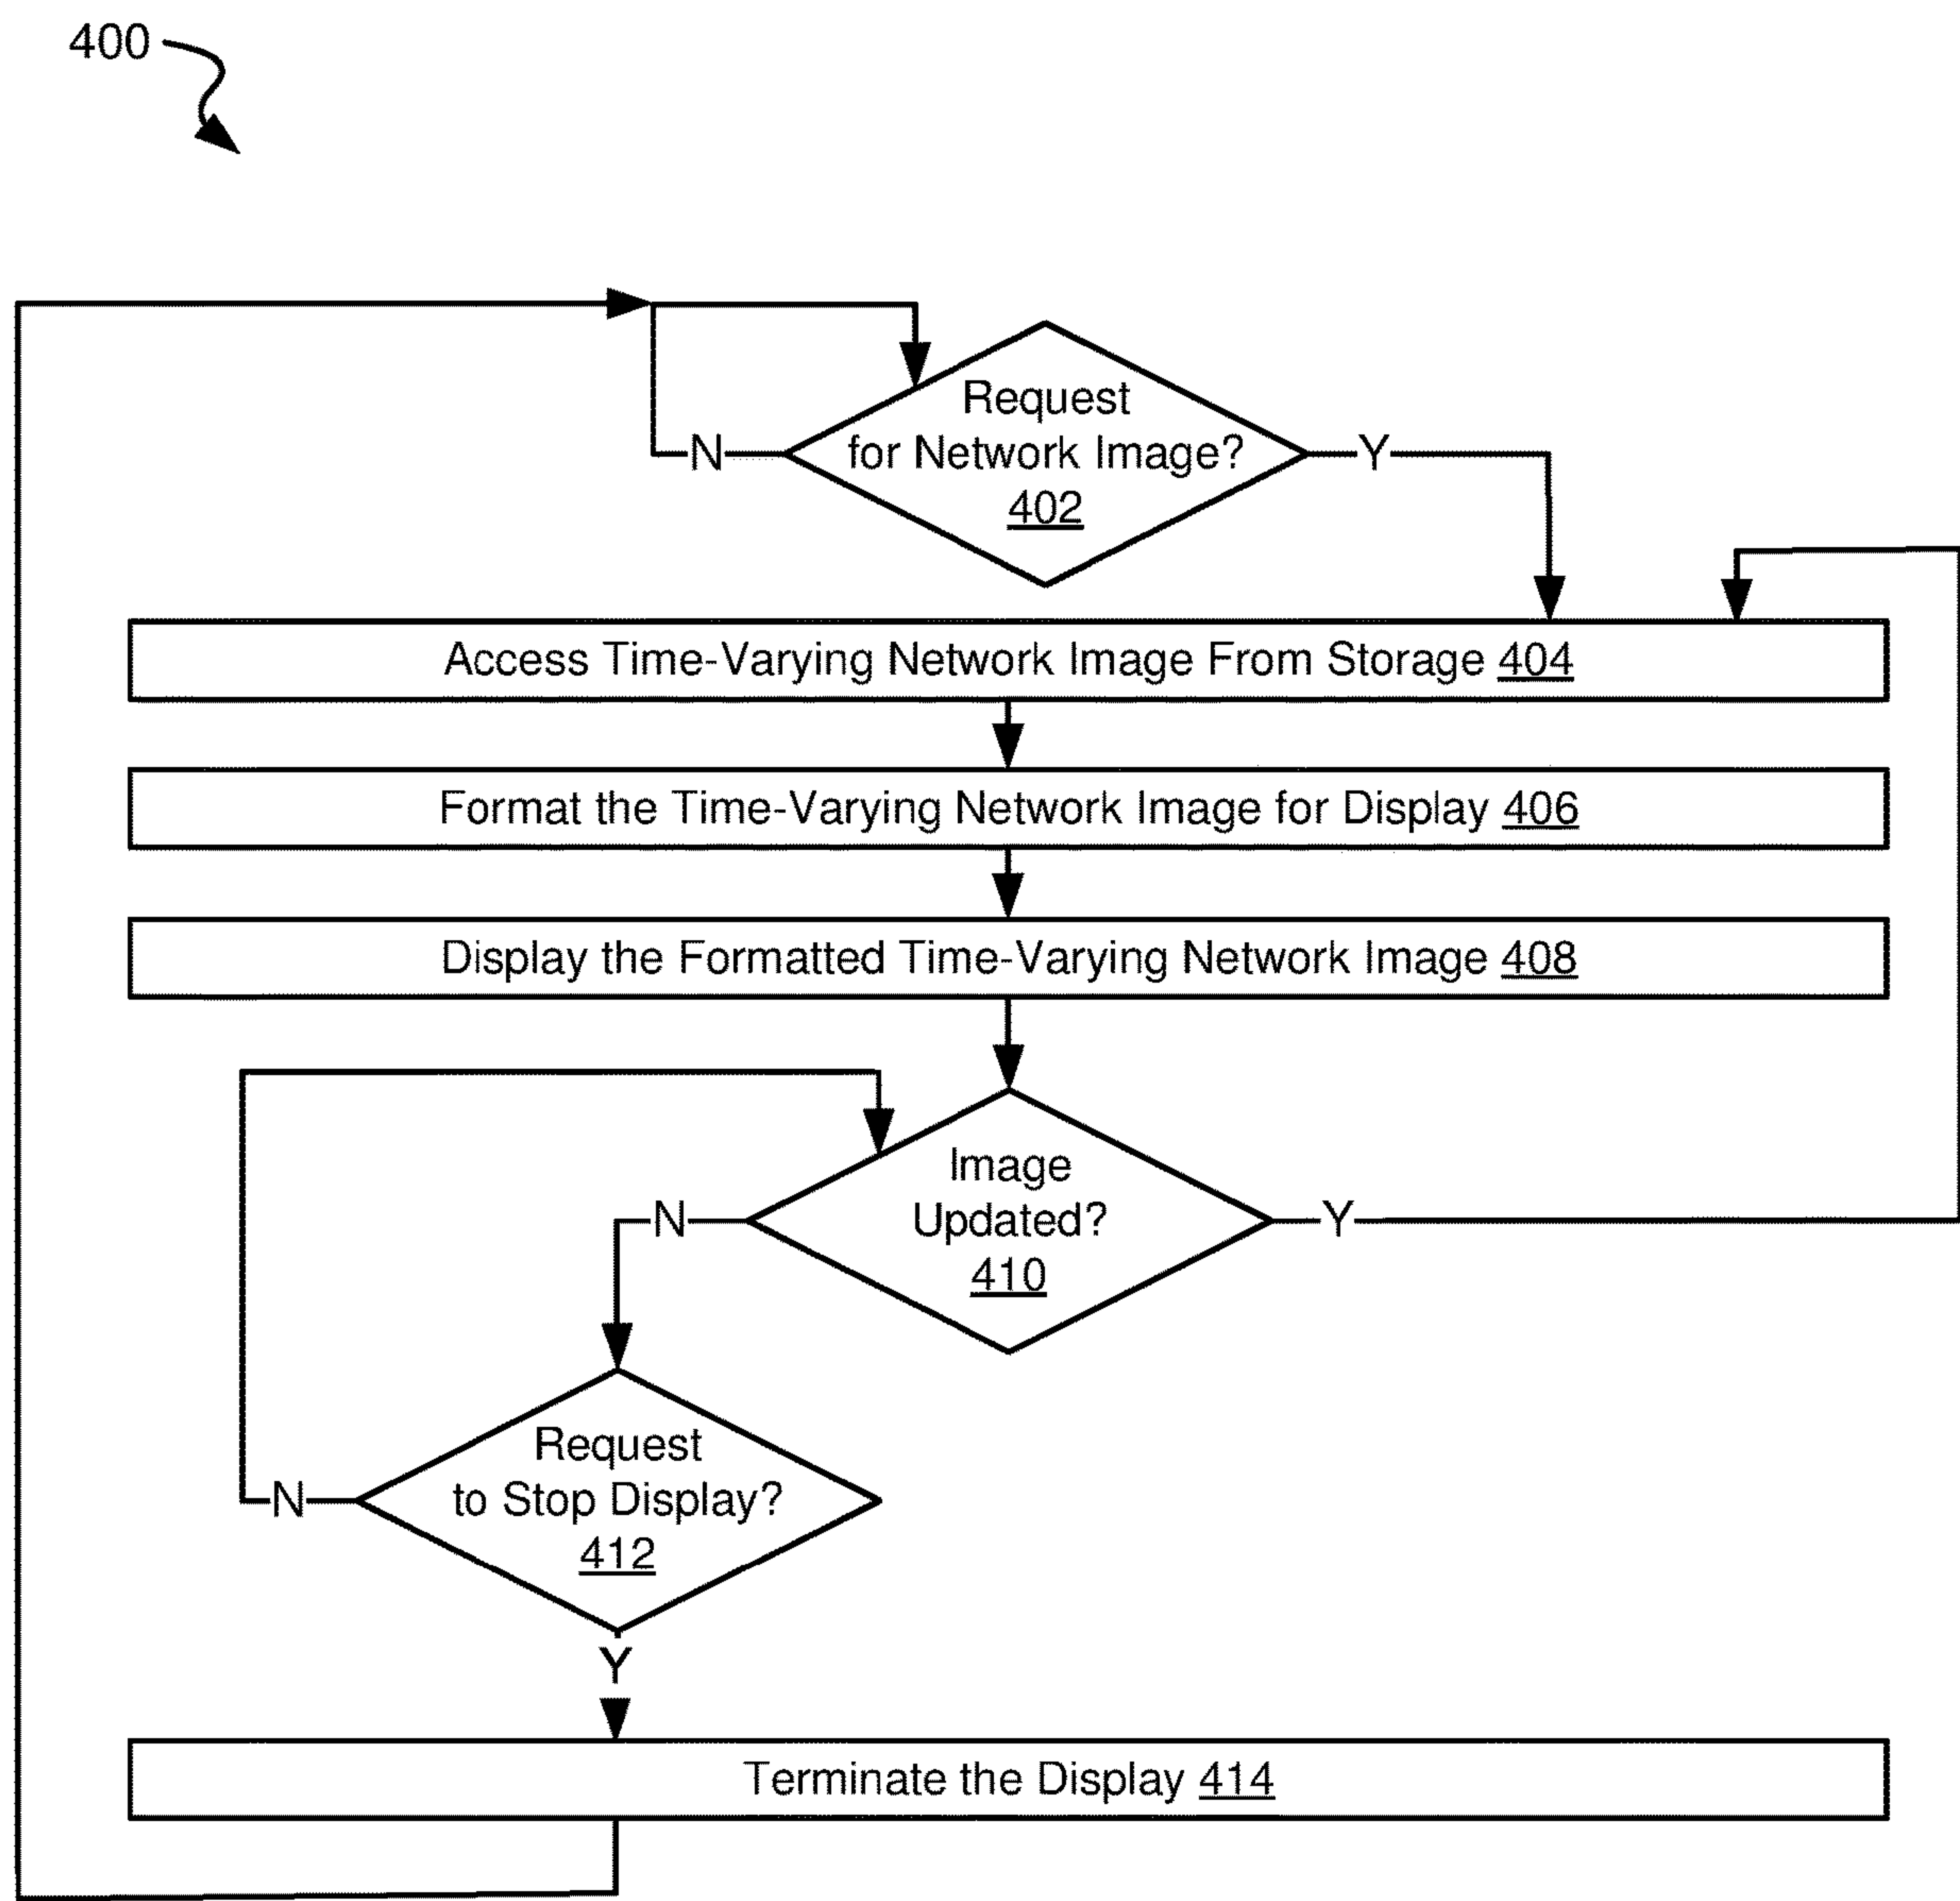 400
Request
for Network Image?
402
N
Y
Access Time-Varying Network Image From Storage 404
Format the Time-Varying Network Image for Display 406
Display the Formatted Time-Varying Network Image 408
Image
Updated?
410
N
Y
Request
to Stop Display?
412
N
Y
Terminate the Display 414